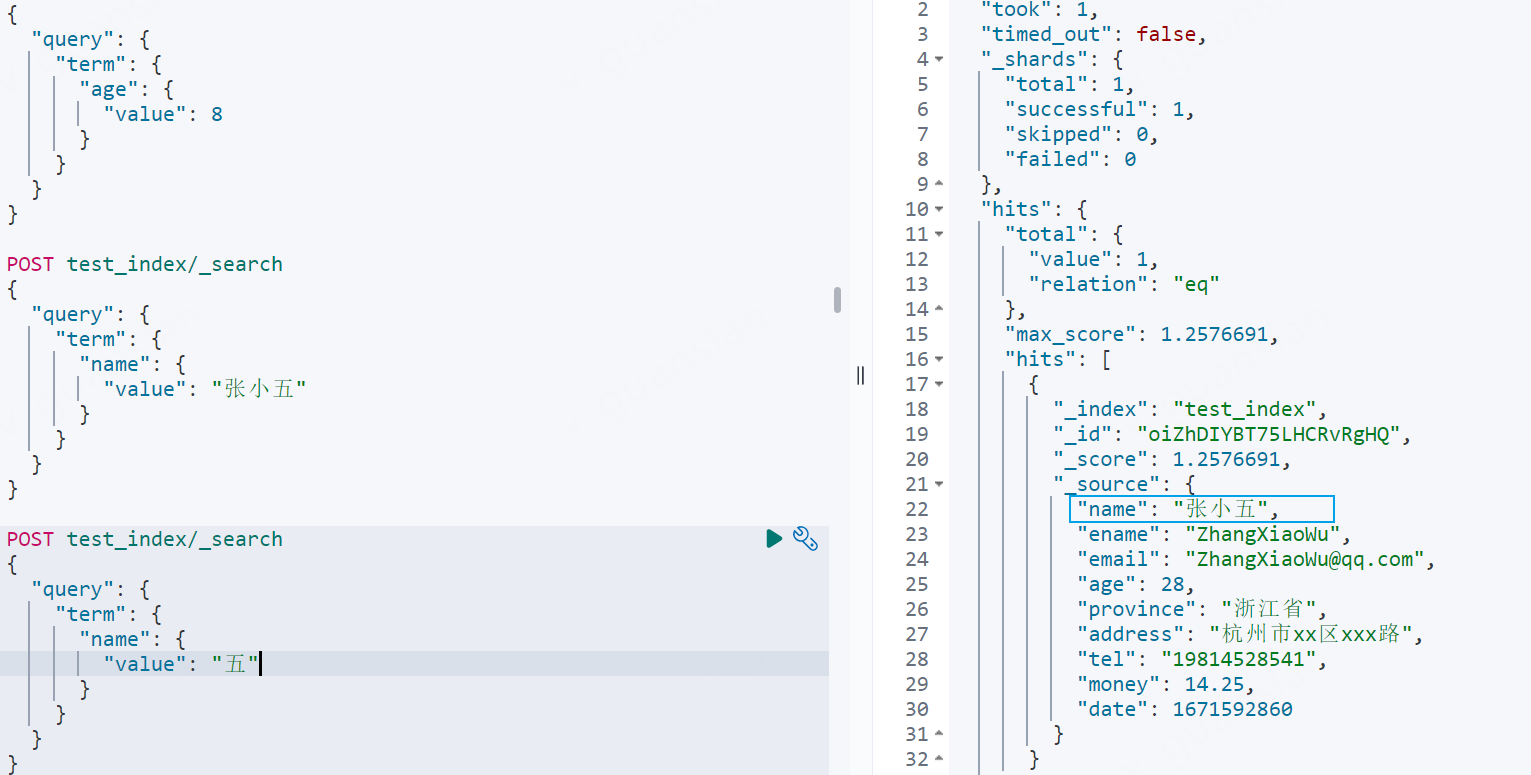 {
  "query": {
    "term": {
      "age": {
        "value": 8
      }
    }
  }
}
POST test_index/_search
{
  "query": {
    "term": {
      "name": {
        "value": "张小五"
      }
    }
  }
}
POST test_index/_search
{
  "query": {
    "term": {
      "name": {
        "value": "五"
      }
    }
  }
}
2 "took": 1,
3 "timed_out": false,
4 "_shards": {
5 "total": 1,
6 "successful": 1,
7 "skipped": 0,
8 "failed": 0
9 },
10 "hits": {
11 "total": {
12 "value": 1,
13 "relation": "eq"
14 },
15 "max_score": 1.2576691,
16 "hits": [
17 {
18 "_index": "test_index",
19 "_id": "oiZhDIYBT75LHCRvRgHQ",
20 "_score": 1.2576691,
21 "_source": {
22 "name": "张小五",
23 "ename": "ZhangXiaoWu",
24 "email": "ZhangXiaoWu@qq.com",
25 "age": 28,
26 "province": "浙江省",
27 "address": "杭州市xx区xxx路",
28 "tel": "19814528541",
29 "money": 14.25,
30 "date": 1671592860
31 }
32 }